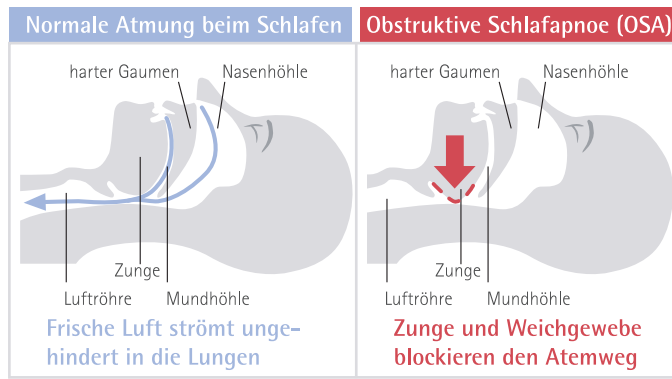 Normale Atmung beim Schlafen
harter Gaumen
Nasenhöhle
Zunge
Luftröhre
Mundhöhle
Frische Luft strömt unge-
hindert in die Lungen
Obstruktive Schlafapnoe (OSA)
harter Gaumen
Nasenhöhle
Zunge
Luftröhre
Mundhöhle
Zunge und Weichgewebe
blockieren den Atemweg